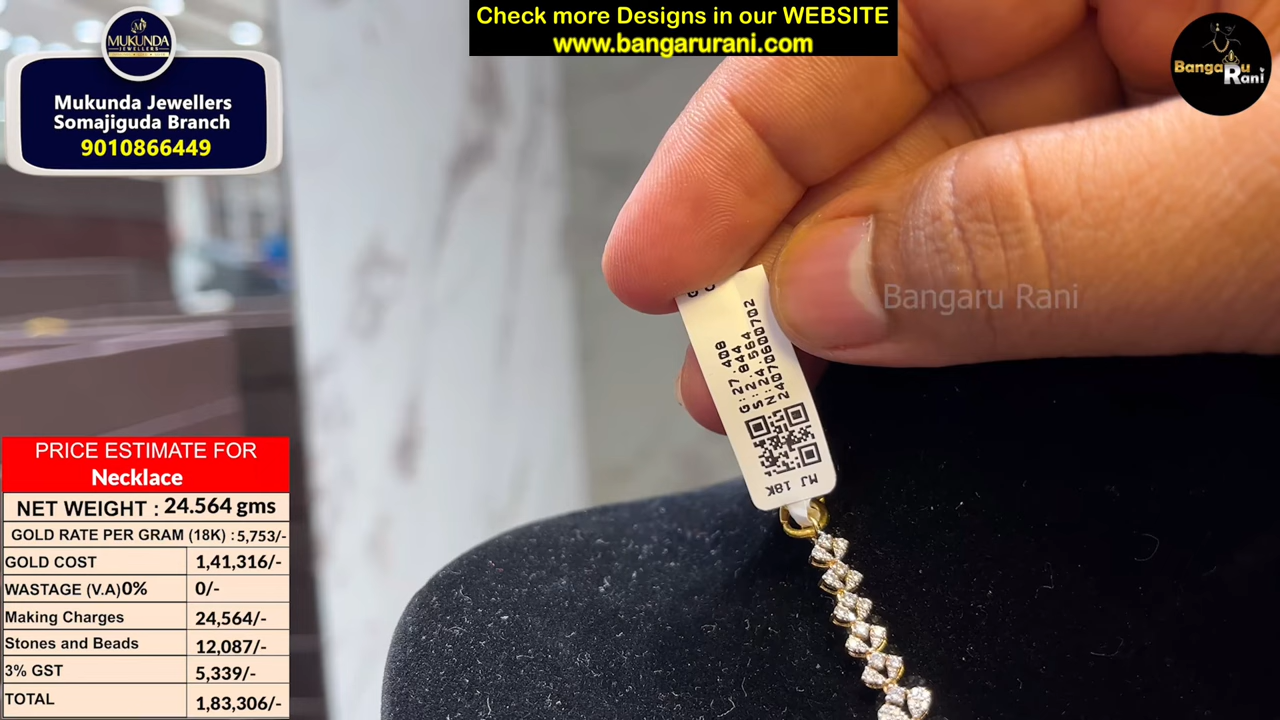 Check more Designs in our WEBSITE
www.bangarurani.com
MUKUNDA
JEWELLERS
Mukunda Jewellers
Somajiguda Branch
9010866449
Bangaru
Rani
Bangaru Rani
G:27.408
S:2.844
N:24.564
24070600702
MJ 18K
PRICE ESTIMATE FOR
Necklace
NET WEIGHT : 24.564 gms
GOLD RATE PER GRAM (18K) : 5,753/-
GOLD COST 1,41,316/-
WASTAGE (V.A)0% 0/-
Making Charges 24,564/-
Stones and Beads 12,087/-
3% GST 5,339/-
TOTAL 1,83,306/-